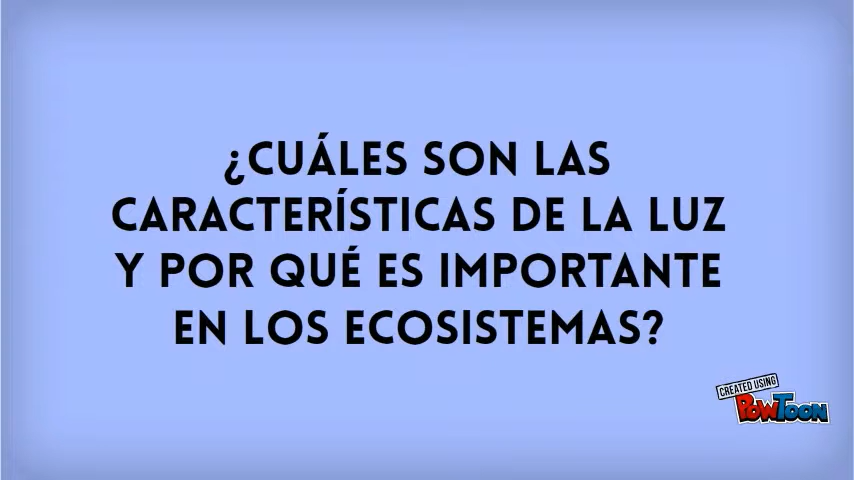 ¿CUÁLES SON LAS
CARACTERÍSTICAS DE LA LUZ
Y POR QUÉ ES IMPORTANTE
EN LOS ECOSISTEMAS?
CREATED USING
POWTOON